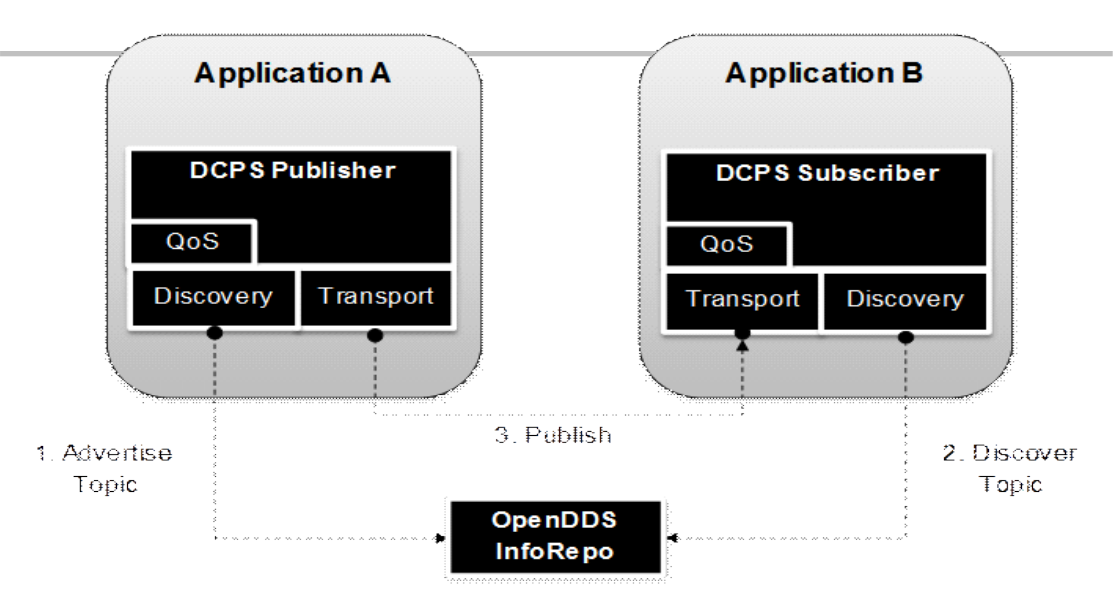 Application A
Application B
DCPS Publisher
DCPS Subscriber
QoS
QoS
Discovery
Transport
Transport
Discovery
3. Publish
1. Advertise
Topic
2. Discover
Topic
OpenDDS
InfoRepo